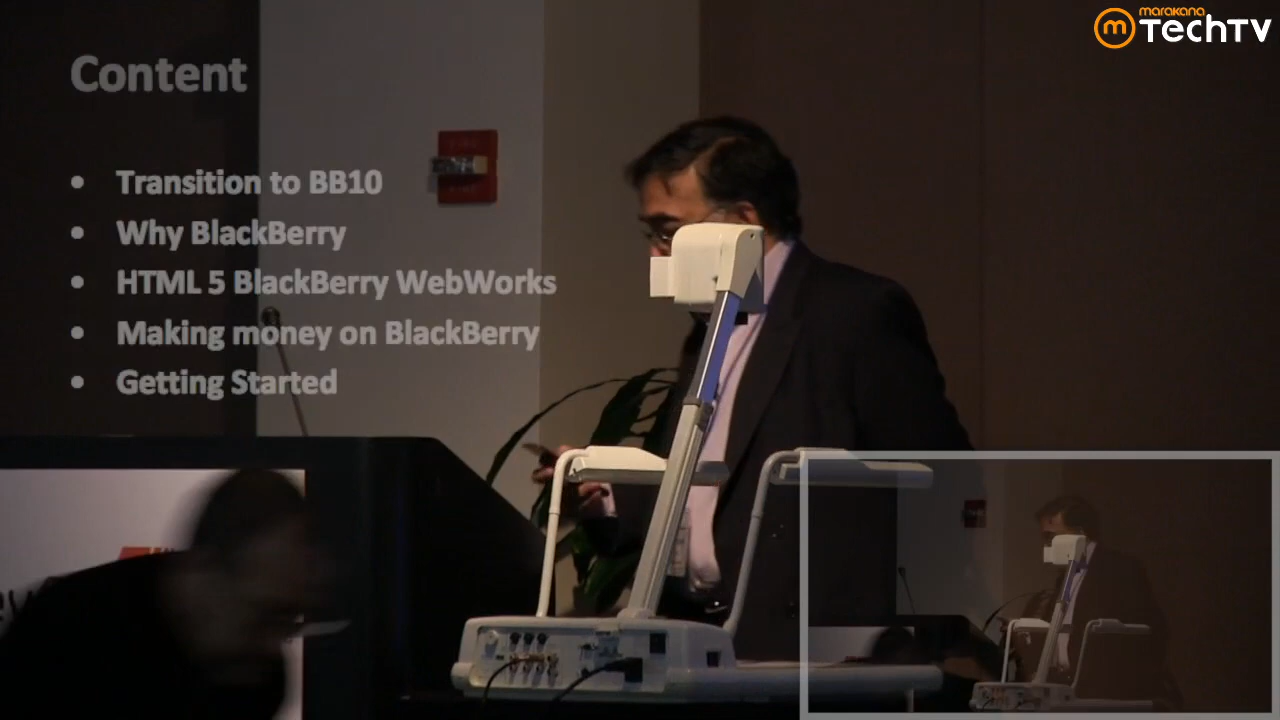 marakana
TechTV
Content
• Transition to BB10
• Why BlackBerry
• HTML 5 BlackBerry WebWorks
• Making money on BlackBerry
• Getting Started